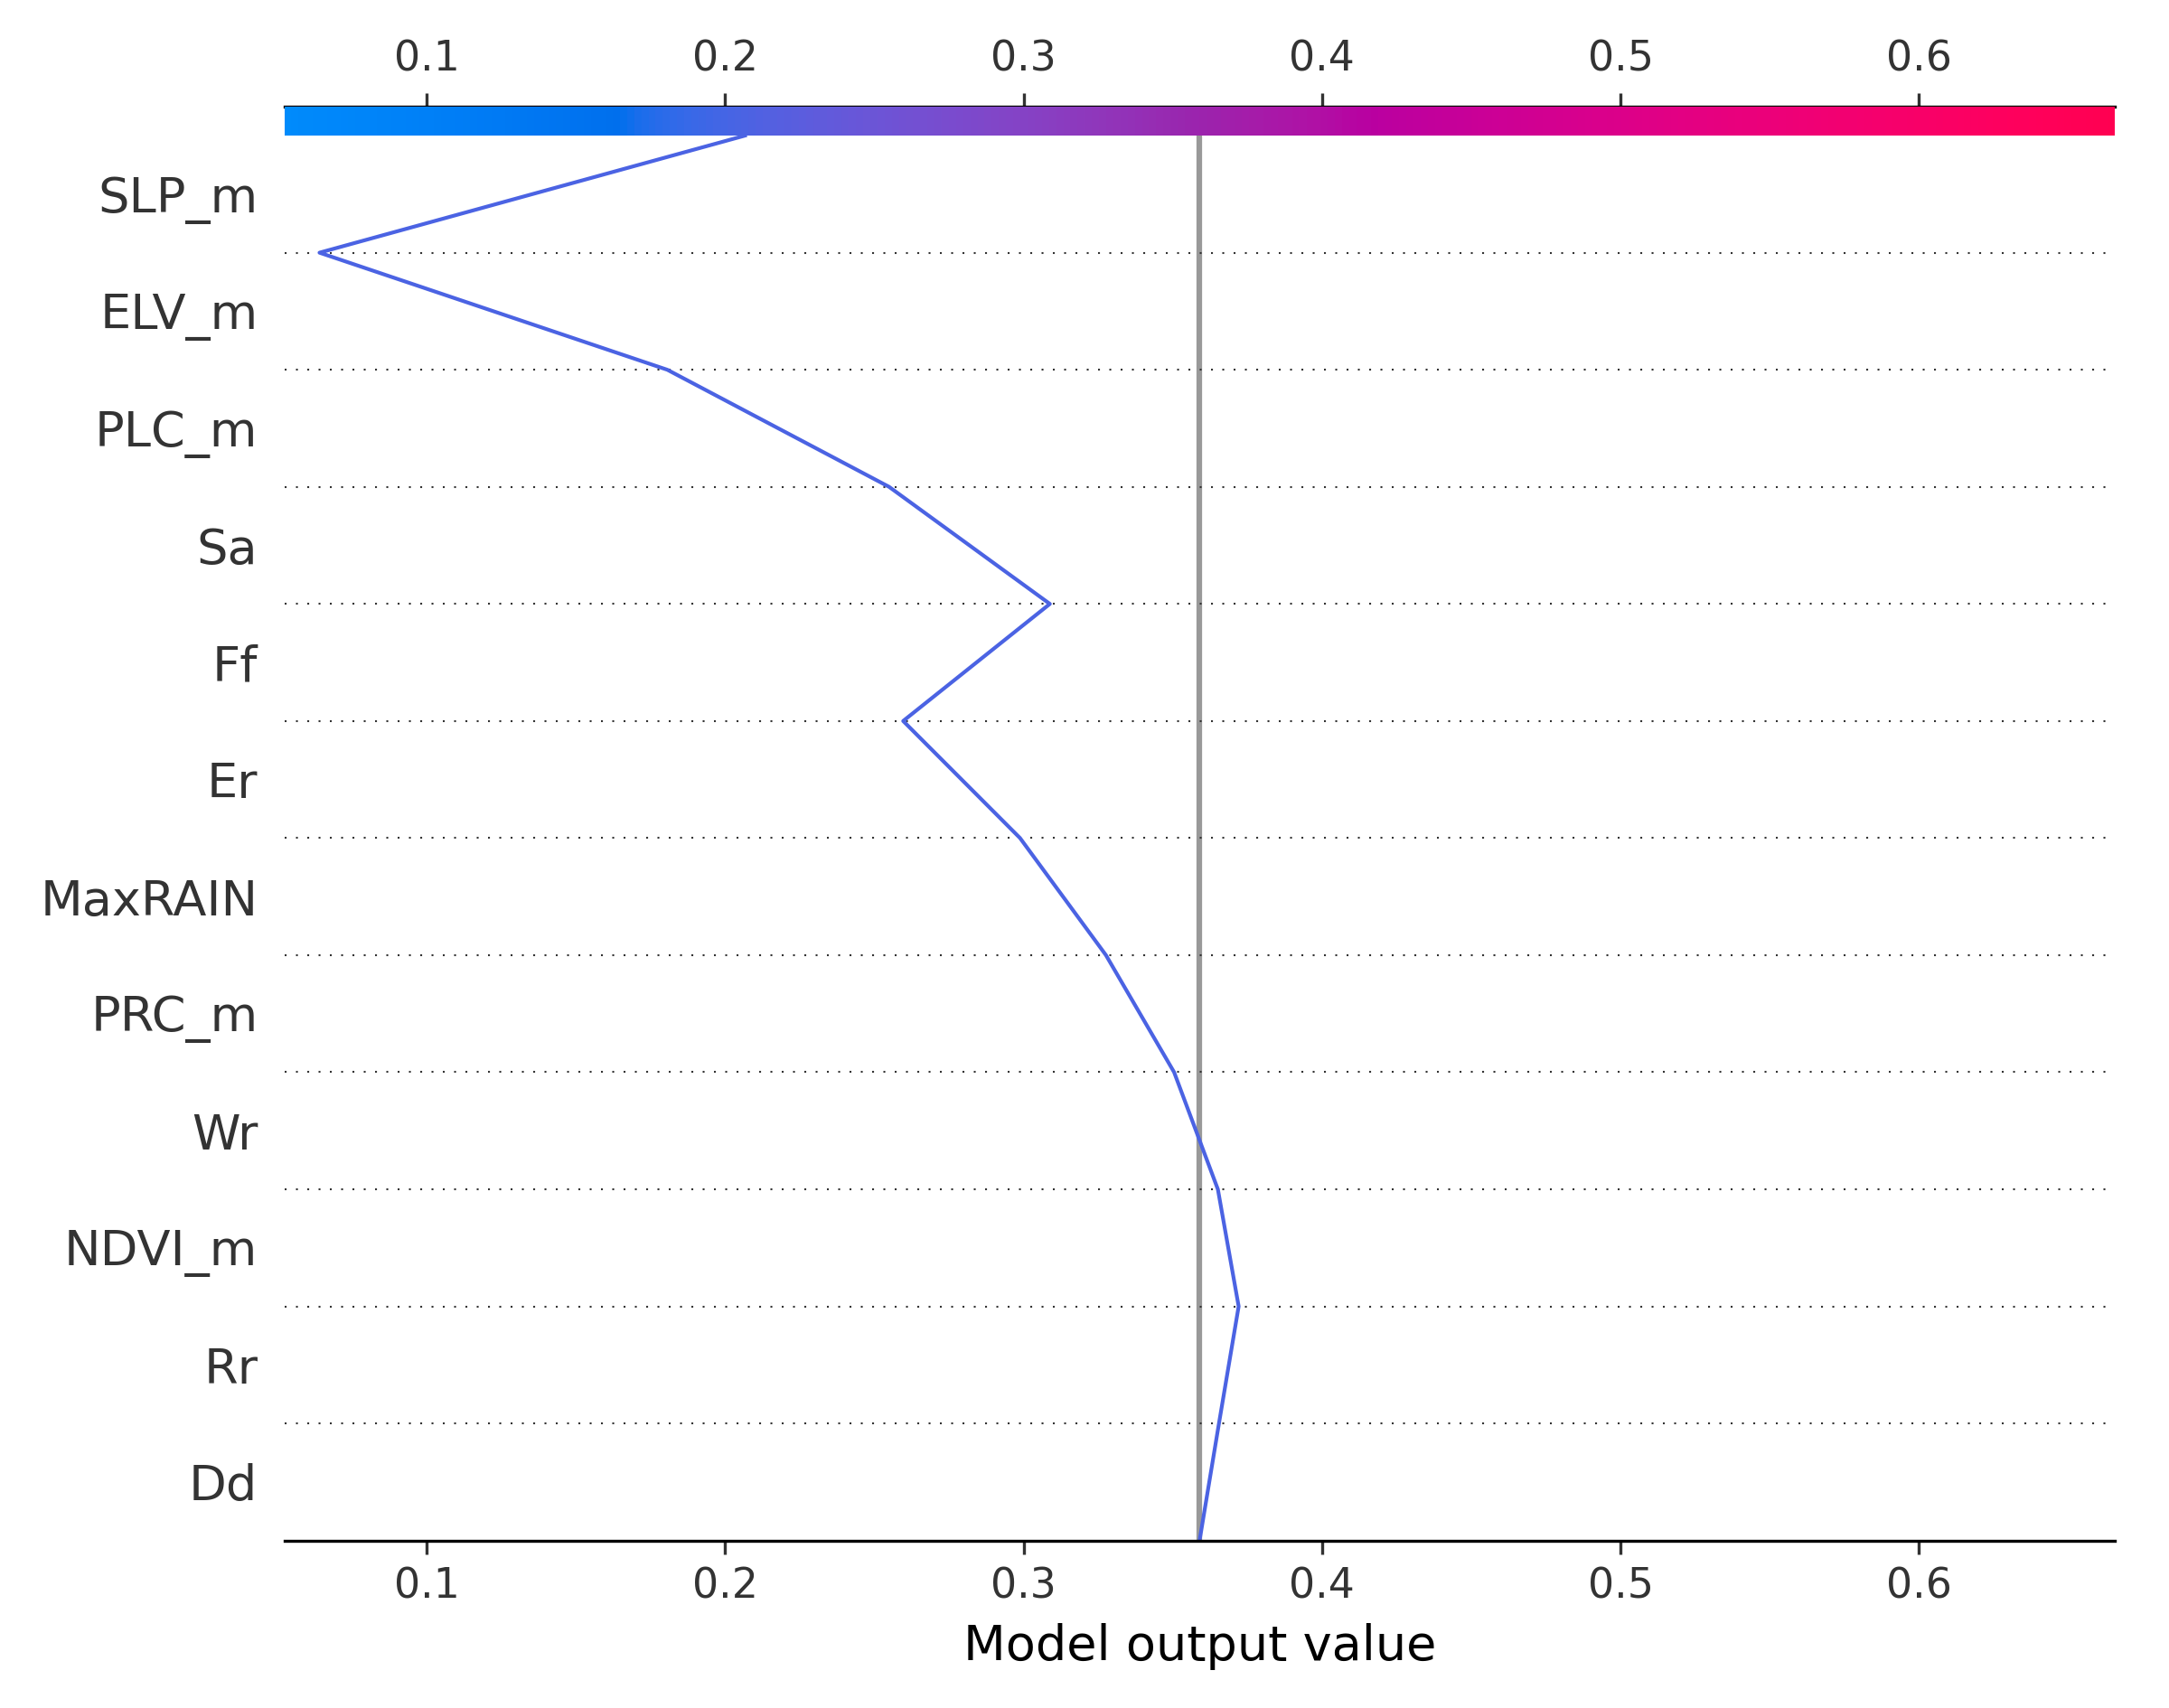 0.1 0.2 0.3 0.4 0.5 0.6
SLP_m
ELV_m
PLC_m
Sa
Ff
Er
MaxRAIN
PRC_m
Wr
NDVI_m
Rr
Dd
0.1 0.2 0.3 0.4 0.5 0.6
Model output value